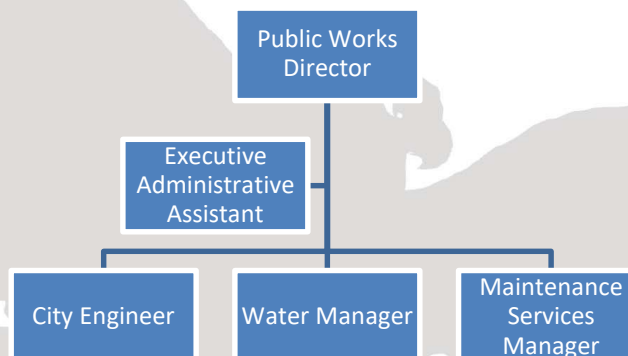 Public Works
Director
Executive
Administrative
Assistant
City Engineer
Water Manager
Maintenance
Services
Manager